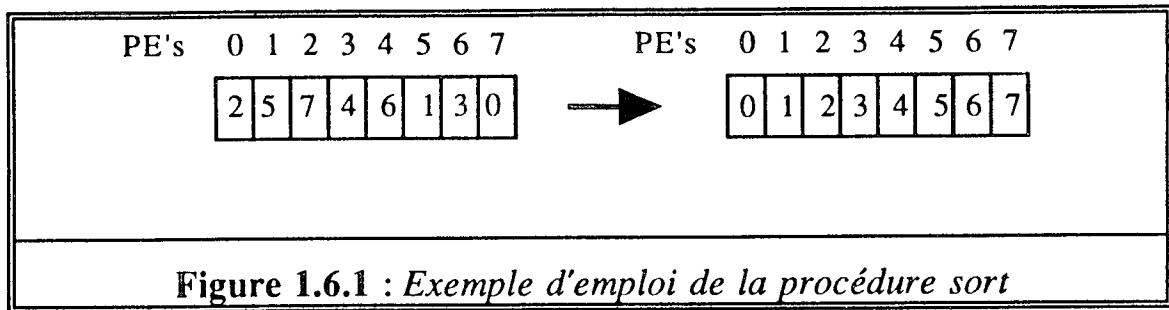 PE's 0 1 2 3 4 5 6 7 PE's 0 1 2 3 4 5 6 7
2 5 7 4 6 1 3 0 0 1 2 3 4 5 6 7
Figure 1.6.1 : Exemple d'emploi de la procédure sort